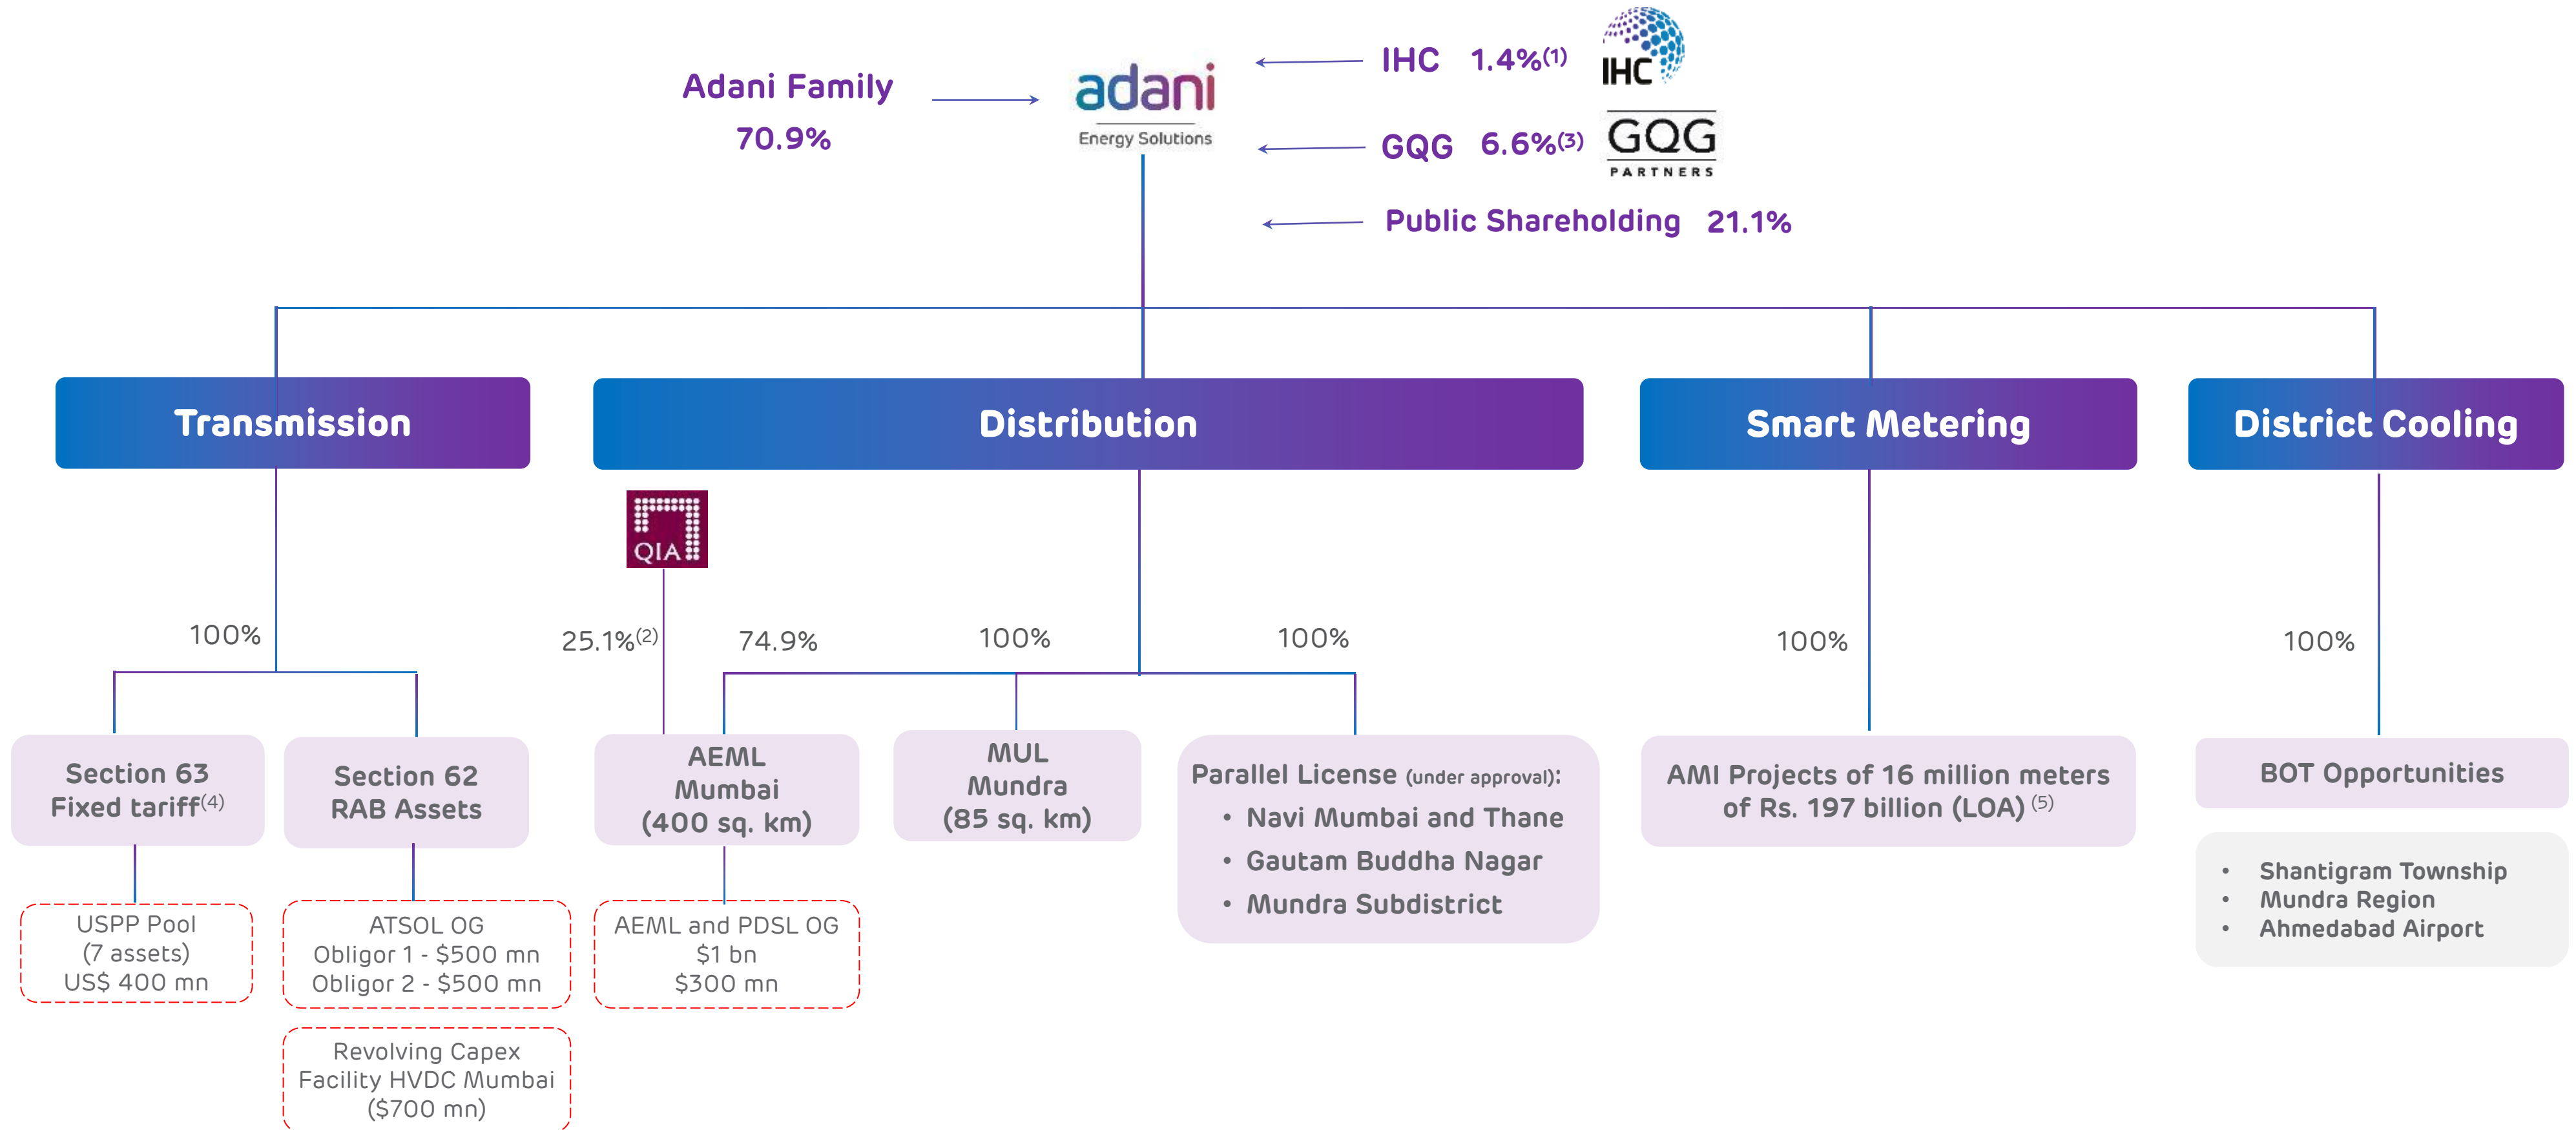 Adani Family
70.9%
adani
Energy Solutions
IHC 1.4%(1)
IHC
GQG 6.6%(3)
GQG
PARTNERS
Public Shareholding 21.1%
Transmission
Distribution
Smart Metering
District Cooling
QIA
100%
25.1%(2)
74.9%
100%
100%
100%
100%
Section 63
Fixed tariff(4)
Section 62
RAB Assets
AEML
Mumbai
(400 sq. km)
MUL
Mundra
(85 sq. km)
Parallel License (under approval):
• Navi Mumbai and Thane
• Gautam Buddha Nagar
• Mundra Subdistrict
AMI Projects of 16 million meters
of Rs. 197 billion (LOA) (5)
BOT Opportunities
• Shantigram Township
• Mundra Region
• Ahmedabad Airport
USPP Pool
(7 assets)
US$ 400 mn
ATSOL OG
Obligor 1 - $500 mn
Obligor 2 - $500 mn
AEML and PDSL OG
$1 bn
$300 mn
Revolving Capex
Facility HVDC Mumbai
($700 mn)